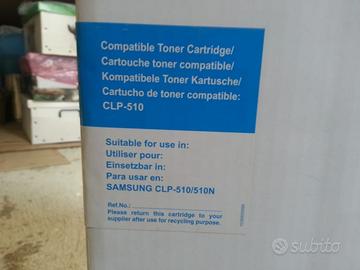 Compatible Toner Cartridge/
Cartouche toner compatible/
Kompatibele Toner Kartusche/
Cartucho de toner compatible:
CLP-510
Suitable for use in:
Utiliser pour:
Einsetzbar in:
Para usar en:
SAMSUNG CLP-510/510N
Ref.No.:
Please return this cartridge to your
supplier after use for recycling purpose.
subito